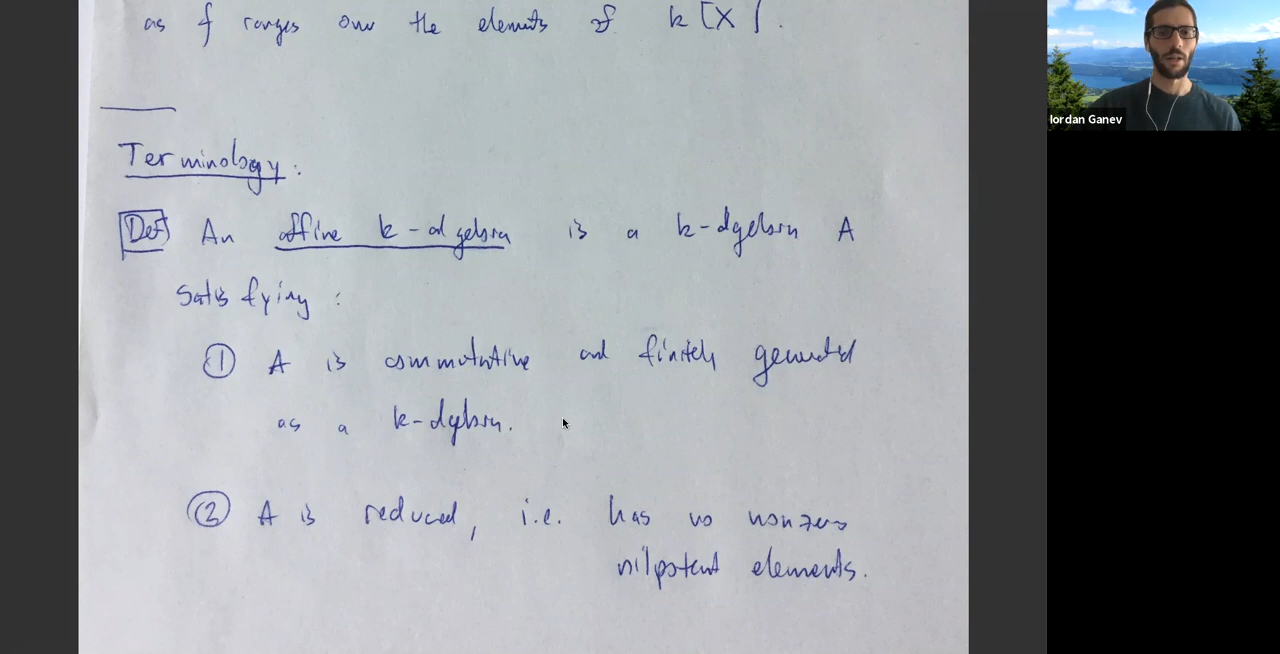 as f ranges over the elements of k[X].
Terminology:
Def An affine k-algebra is a k-algebra A
satisfying:
① A is commutative and finitely generated
as a k-algebra.
② A is reduced, i.e. has no nonzero
nilpotent elements.
Iordan Ganev